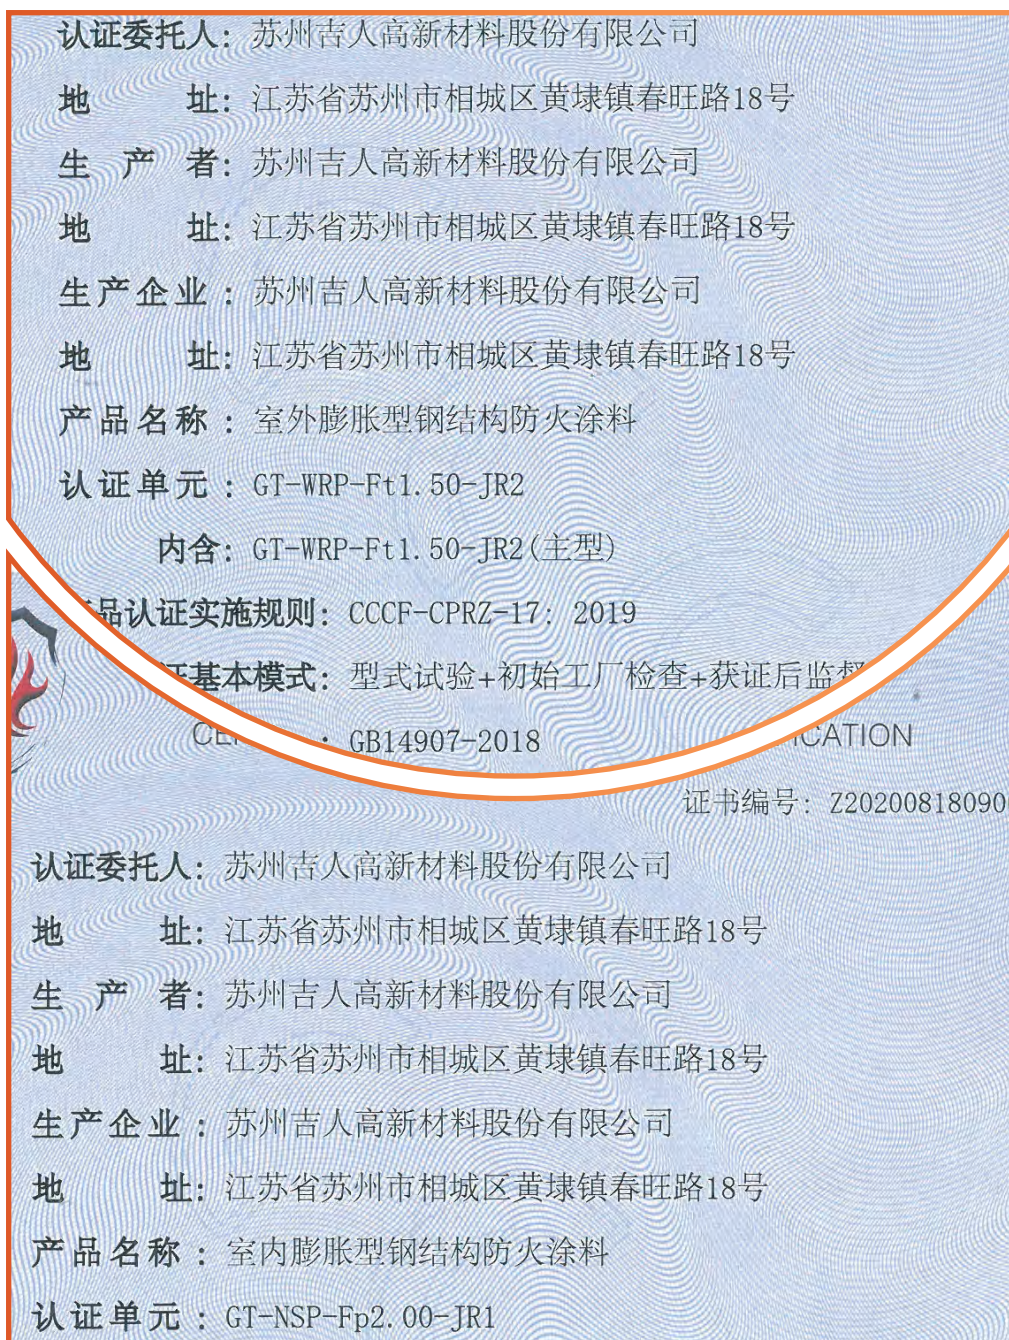 认证委托人：苏州吉人高新材料股份有限公司
地 址：江苏省苏州市相城区黄埭镇春旺路18号
生 产 者：苏州吉人高新材料股份有限公司
地 址：江苏省苏州市相城区黄埭镇春旺路18号
生产企业：苏州吉人高新材料股份有限公司
地 址：江苏省苏州市相城区黄埭镇春旺路18号
产品名称：室外膨胀型钢结构防火涂料
认证单元：GT-WRP-Ft1.50-JR2
内含：GT-WRP-Ft1.50-JR2(主型)
品认证实施规则：CCCF-CPRZ-17: 2019
证基本模式：型式试验+初始工厂检查+获证后监督
: GB14907-2018
ICATION
证书编号：Z2020081809
认证委托人：苏州吉人高新材料股份有限公司
地 址：江苏省苏州市相城区黄埭镇春旺路18号
生 产 者：苏州吉人高新材料股份有限公司
地 址：江苏省苏州市相城区黄埭镇春旺路18号
生产企业：苏州吉人高新材料股份有限公司
地 址：江苏省苏州市相城区黄埭镇春旺路18号
产品名称：室内膨胀型钢结构防火涂料
认证单元：GT-NSP-Fp2.00-JR1